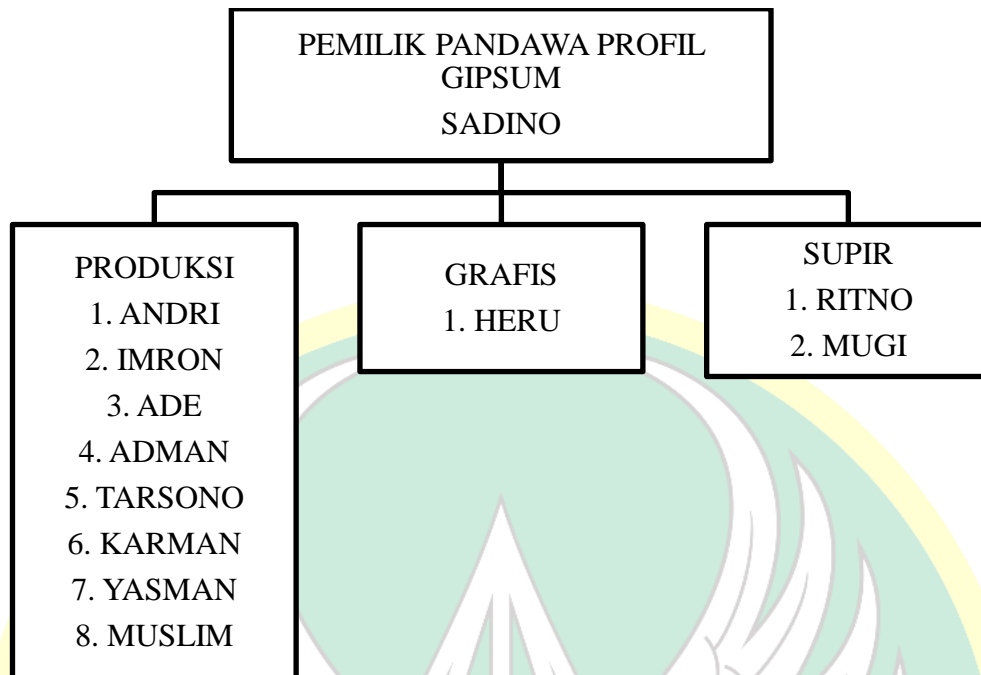 PEMILIK PANDAWA PROFIL
GIPSUM
SADINO
PRODUKSI
1. ANDRI
2. IMRON
3. ADE
4. ADMAN
5. TARSONO
6. KARMAN
7. YASMAN
8. MUSLIM
GRAFIS
1. HERU
SUPIR
1. RITNO
2. MUGI